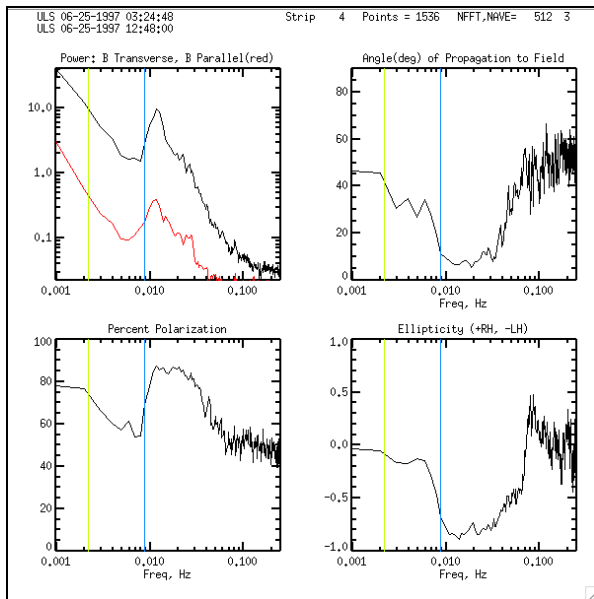 ULS 06-25-1997 03:24:48 Strip 4 Points = 1536 NFFT,NAVE= 512 3
ULS 06-25-1997 12:48:00
Power: B Transverse, B Parallel(red)
10.0
1.0
0.1
0.001 0.010 0.100
Angle(deg) of Propagation to Field
80
60
40
20
0
0.001 0.010 0.100
Freq, Hz
Percent Polarization
100
80
60
40
20
0
0.001 0.010 0.100
Freq, Hz
Ellipticity (+RH, -LH)
1.0
0.5
0.0
-0.5
-1.0
0.001 0.010 0.100
Freq, Hz